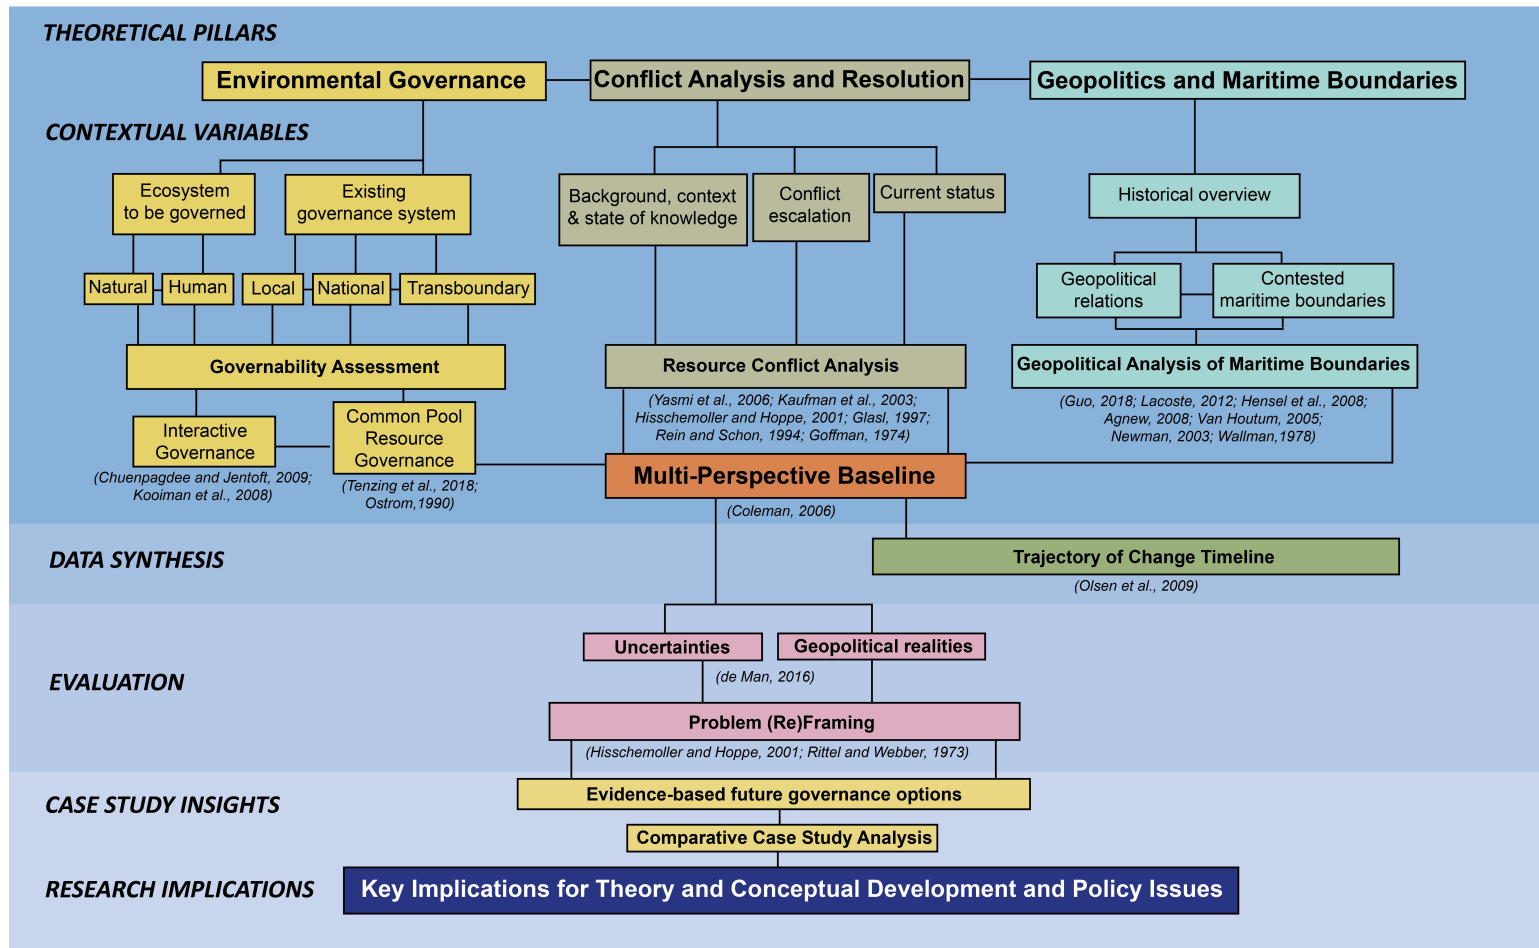 THEORETICAL PILLARS
Environmental Governance
Conflict Analysis and Resolution
Geopolitics and Maritime Boundaries
CONTEXTUAL VARIABLES
Ecosystem
to be governed
Existing
governance system
Background, context
& state of knowledge
Conflict
escalation
Current status
Historical overview
Natural
Human
Local
National
Transboundary
Geopolitical
relations
Contested
maritime boundaries
Governability Assessment
Resource Conflict Analysis
Geopolitical Analysis of Maritime Boundaries
(Yasmi et al., 2006; Kaufman et al., 2003;
Hisschemoller and Hoppe, 2001; Glasl, 1997;
Rein and Schon, 1994; Goffman, 1974)
(Guo, 2018; Lacoste, 2012; Hensel et al., 2008;
Agnew, 2008; Van Houtum, 2005;
Newman, 2003; Wallman,1978)
Interactive
Governance
(Chuenpagdee and Jentoft, 2009;
Kooiman et al., 2008)
Common Pool
Resource
Governance
(Tenzing et al., 2018;
Ostrom,1990)
Multi-Perspective Baseline
(Coleman, 2006)
DATA SYNTHESIS
Trajectory of Change Timeline
(Olsen et al., 2009)
EVALUATION
Uncertainties
Geopolitical realities
(de Man, 2016)
Problem (Re)Framing
(Hisschemoller and Hoppe, 2001; Rittel and Webber, 1973)
CASE STUDY INSIGHTS
Evidence-based future governance options
Comparative Case Study Analysis
RESEARCH IMPLICATIONS
Key Implications for Theory and Conceptual Development and Policy Issues